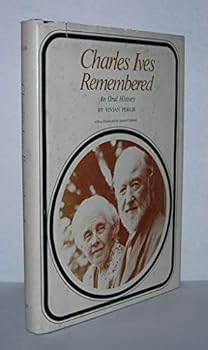 Charles Ives
Remembered
An Oral History
BY VIVIAN PERLIS